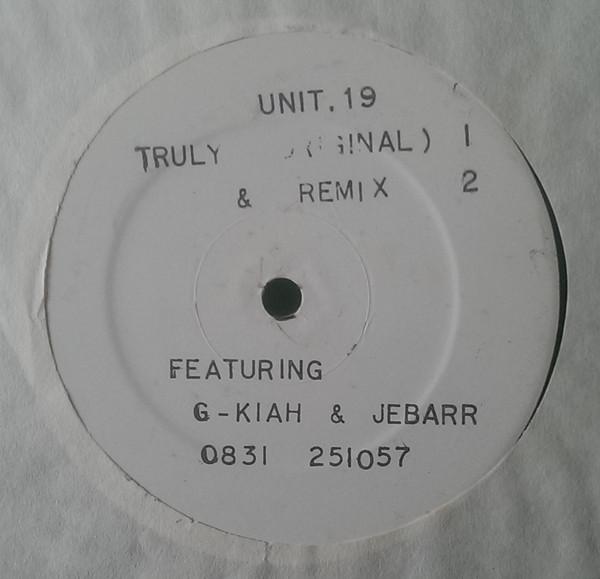 UNIT. 19
TRULY 1
& REMIX 2
FEATURING
G-KIAH & JEBARR
0831 251057